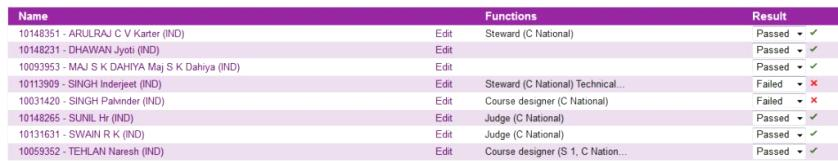 Name Functions Result
10148351 - ARULRAJ C V Karter (IND) Edit Steward (C National) Passed
10148231 - DHAWAN Jyoti (IND) Edit Passed
10093953 - MAJ S K DAHIYA Maj S K Dahiya (IND) Edit Passed
10113909 - SINGH Inderjeet (IND) Edit Steward (C National) Technical... Failed
10031420 - SINGH Palvinder (IND) Edit Course designer (C National) Failed
10148265 - SUNIL Hr (IND) Edit Judge (C National) Passed
10131631 - SWAIN R K (IND) Edit Judge (C National) Passed
10059352 - TEHLAN Naresh (IND) Edit Course designer (S 1, C Nation... Passed